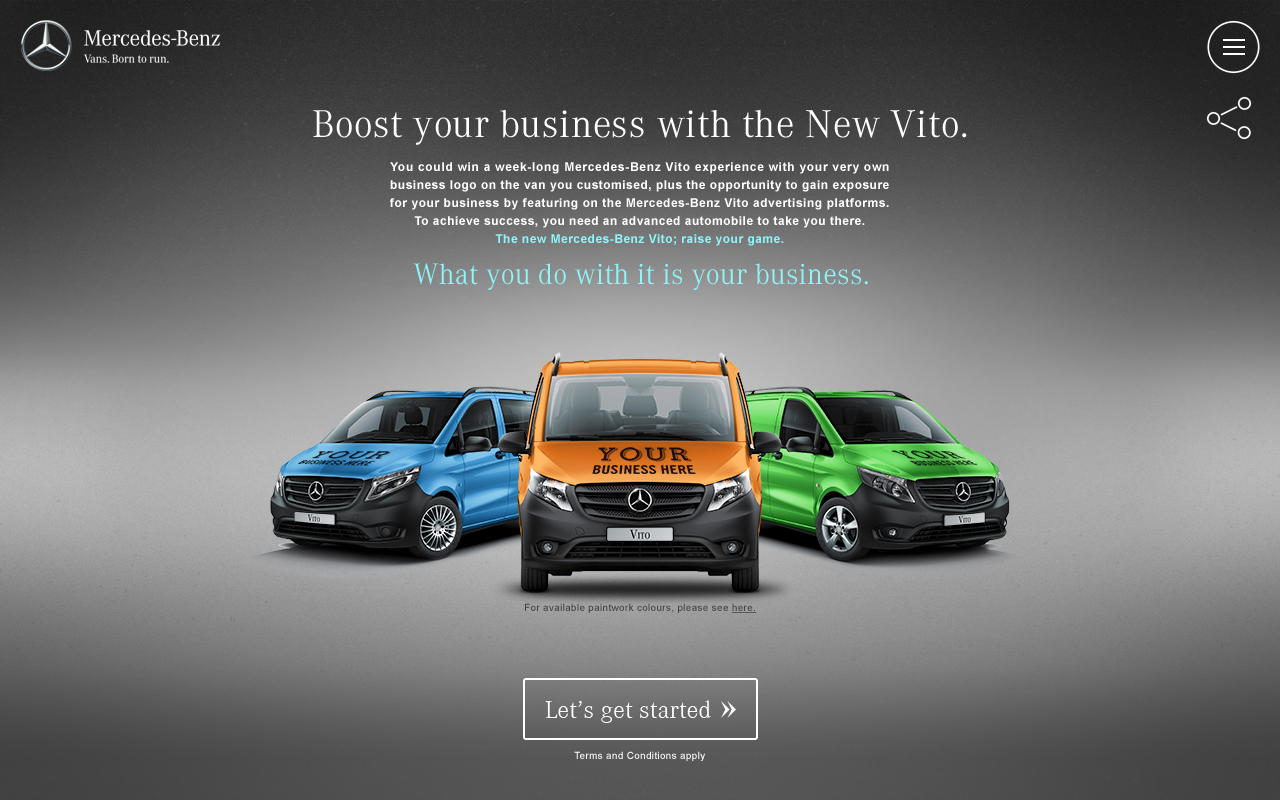 Mercedes-Benz
Vans. Born to run.
Boost your business with the New Vito.
You could win a week-long Mercedes-Benz Vito experience with your very own
business logo on the van you customised, plus the opportunity to gain exposure
for your business by featuring on the Mercedes-Benz Vito advertising platforms.
To achieve success, you need an advanced automobile to take you there.
The new Mercedes-Benz Vito; raise your game.
What you do with it is your business.
YOUR
BUSINESS HERE
Vito
YOUR
BUSINESS HERE
Vito
YOUR
BUSINESS HERE
Vito
For available paintwork colours, please see here.
Let's get started »
Terms and Conditions apply